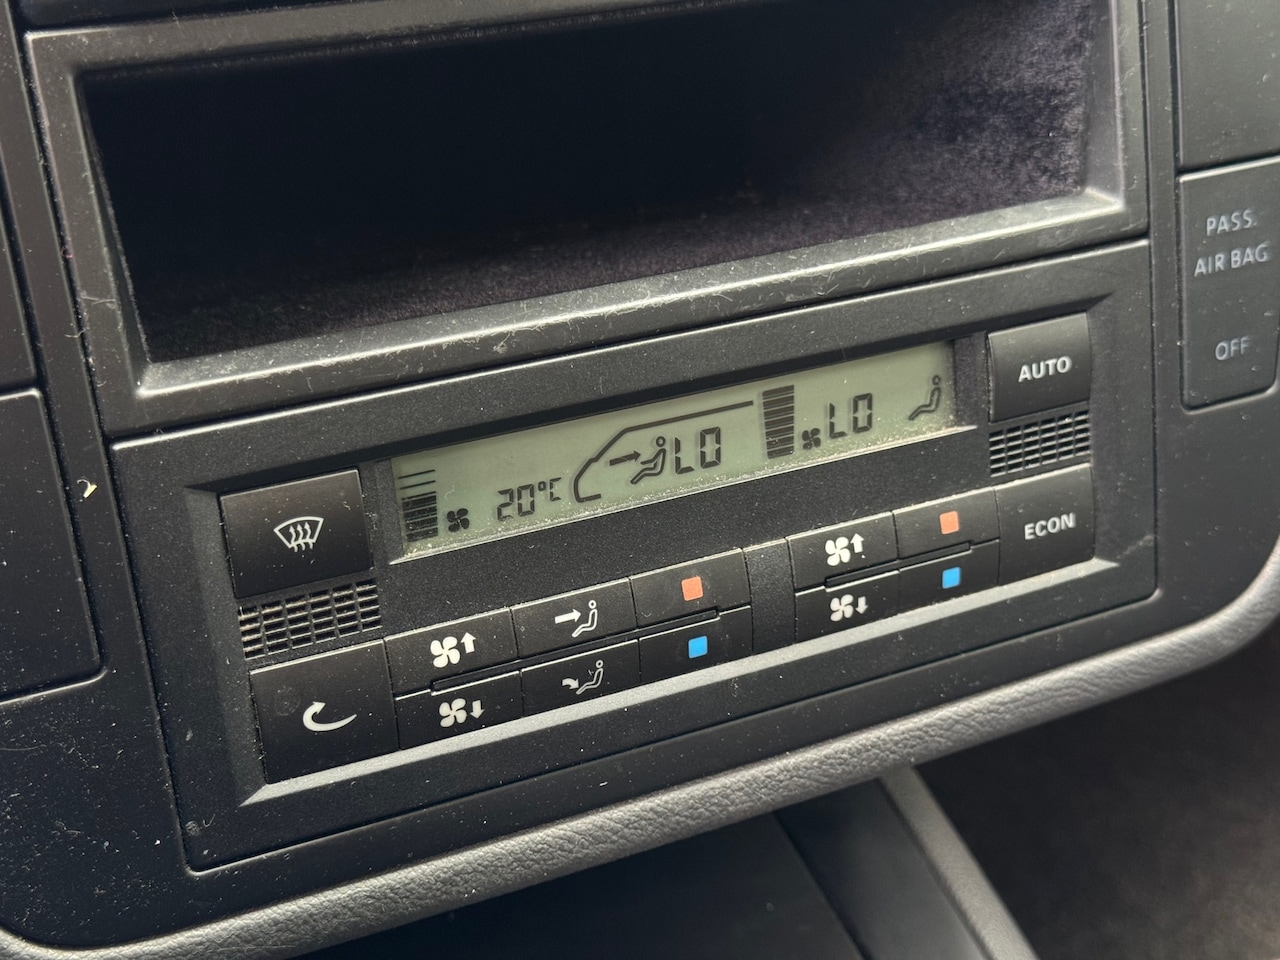 PASS.
AIR BAG
OFF
AUTO
20°C
LO
LO
ECON